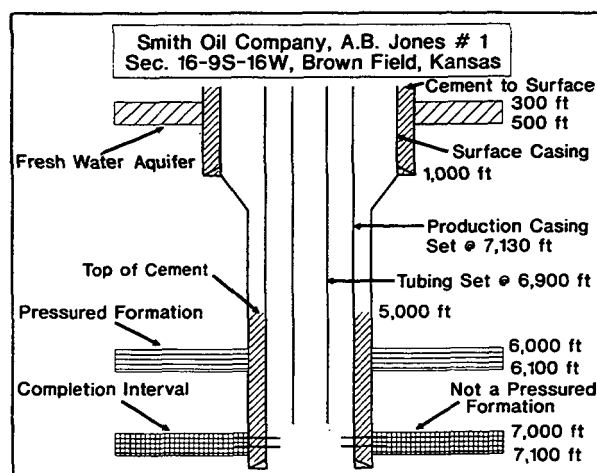 Smith Oil Company, A.B. Jones # 1
Sec. 16-9S-16W, Brown Field, Kansas
Cement to Surface
300 ft
500 ft
Fresh Water Aquifer
Surface Casing
1,000 ft
Production Casing
Set @ 7,130 ft
Top of Cement
Tubing Set @ 6,900 ft
5,000 ft
Pressured Formation
6,000 ft
6,100 ft
Completion Interval
Not a Pressured
Formation
7,000 ft
7,100 ft